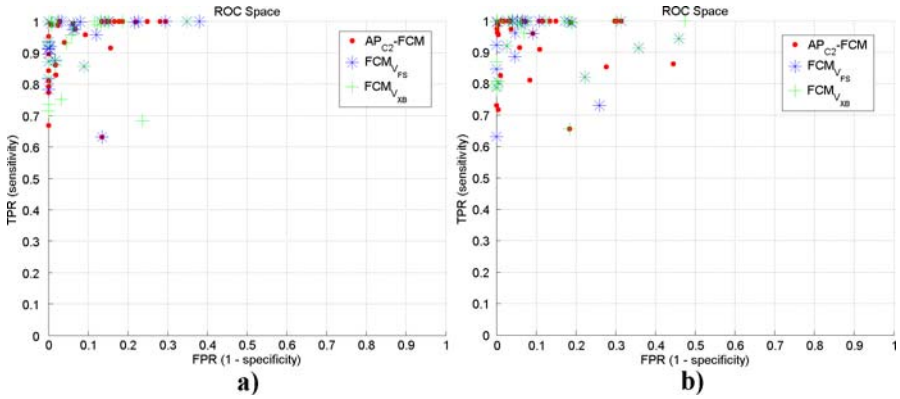 ROC Space
TPR (sensitivity)
1
0.9
0.8
0.7
0.6
0.5
0.4
0.3
0.2
0.1
0
AP_C2-FCM
FCM_V_FS
FCM_V_XB
0 0.1 0.2 0.3 0.4 0.5 0.6 0.7 0.8 0.9 1
FPR (1 - specificity)
a)
ROC Space
TPR (sensitivity)
1
0.9
0.8
0.7
0.6
0.5
0.4
0.3
0.2
0.1
0
AP_C2-FCM
FCM_V_FS
FCM_V_XB
0 0.1 0.2 0.3 0.4 0.5 0.6 0.7 0.8 0.9 1
FPR (1 - specificity)
b)